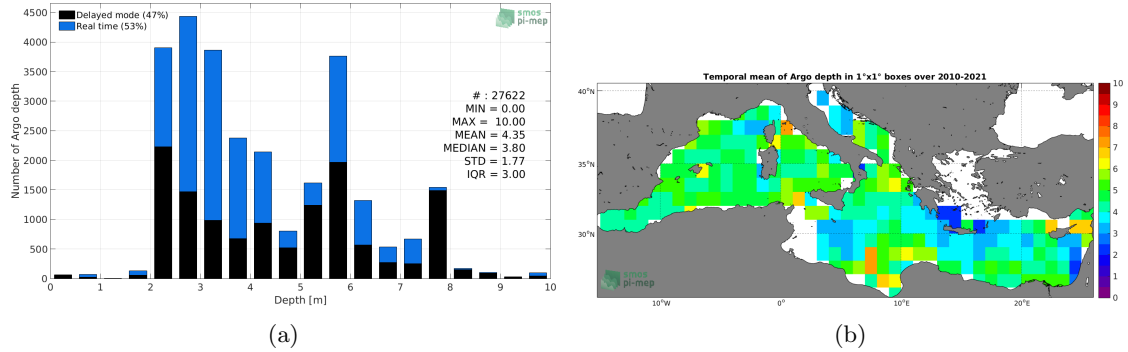 Delayed mode (47%)
Real time (53%)
smos
pi-mep
4500
4000
3500
3000
2500
2000
1500
1000
500
0
Number of Argo depth
# : 27622
MIN = 0.00
MAX = 10.00
MEAN = 4.35
MEDIAN = 3.80
STD = 1.77
IQR = 3.00
0 1 2 3 4 5 6 7 8 9 10
Depth [m]
(a)
Temporal mean of Argo depth in 1°x1° boxes over 2010-2021
40°N
35°N
30°N
10°W 0° 10°E 20°E
smos
pi-mep
10
9
8
7
6
5
4
3
2
1
0
(b)